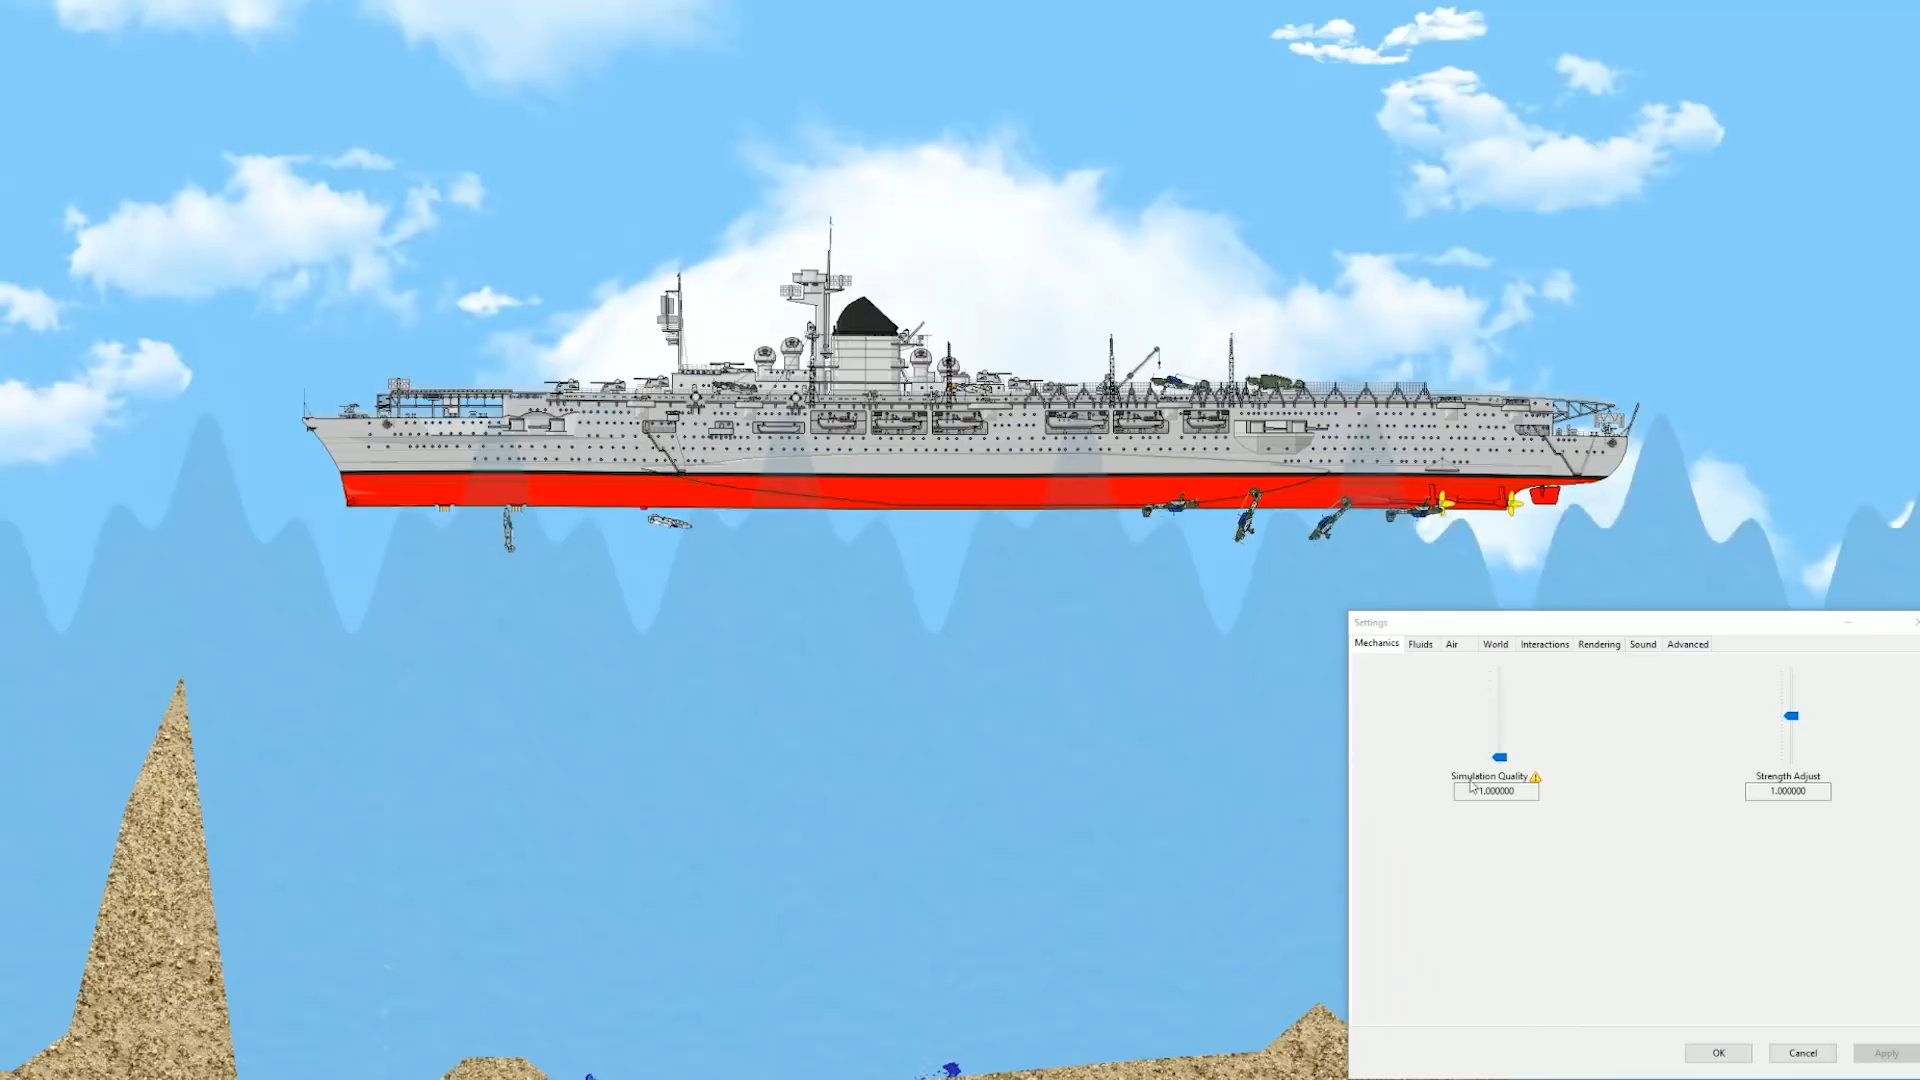 Settings
Mechanics Fluids Air World Interactions Rendering Sound Advanced
Simulation Quality Strength Adjust
1.000000 1.000000
OK Cancel Apply